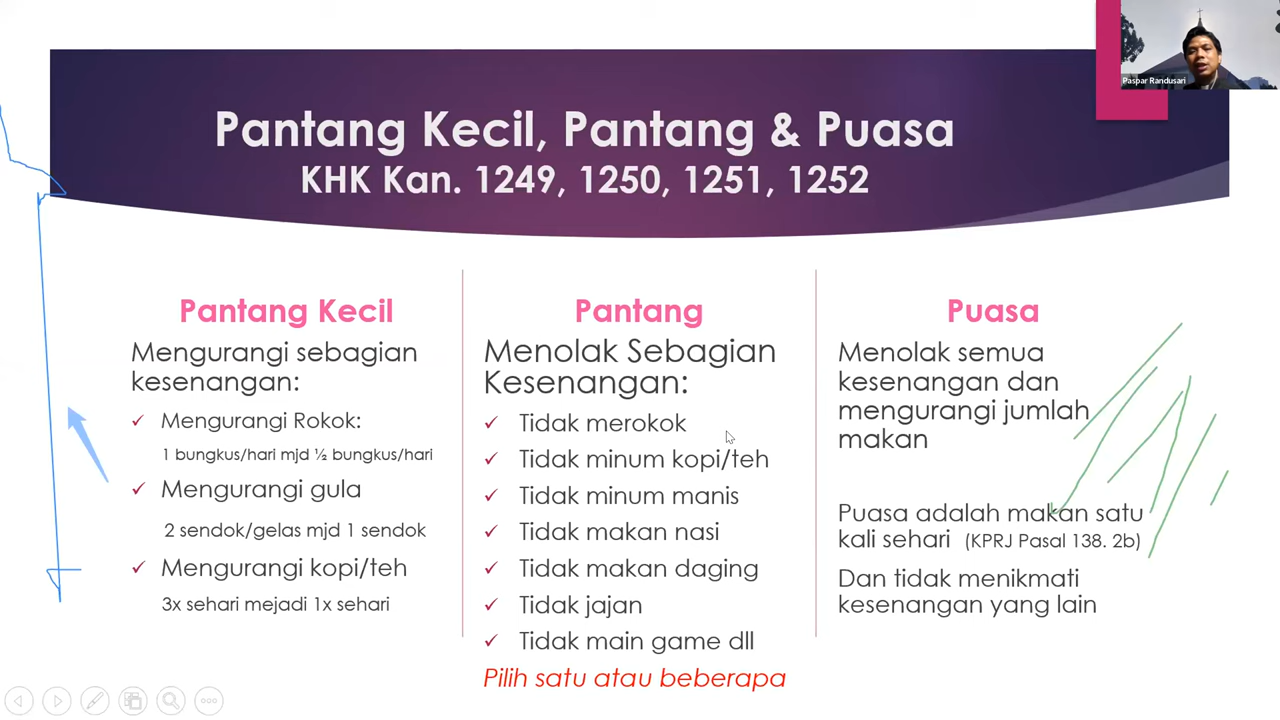 Paspar Randusari
Pantang Kecil, Pantang & Puasa
KHK Kan. 1249, 1250, 1251, 1252
Pantang Kecil
Mengurangi sebagian
kesenangan:
Mengurangi Rokok:
1 bungkus/hari mjd ½ bungkus/hari
Mengurangi gula
2 sendok/gelas mjd 1 sendok
Mengurangi kopi/teh
3x sehari mejadi 1x sehari
Pantang
Menolak Sebagian
Kesenangan:
Tidak merokok
Tidak minum kopi/teh
Tidak minum manis
Tidak makan nasi
Tidak makan daging
Tidak jajan
Tidak main game dll
Pilih satu atau beberapa
Puasa
Menolak semua
kesenangan dan
mengurangi jumlah
makan
Puasa adalah makan satu
kali sehari (KPRJ Pasal 138. 2b)
Dan tidak menikmati
kesenangan yang lain